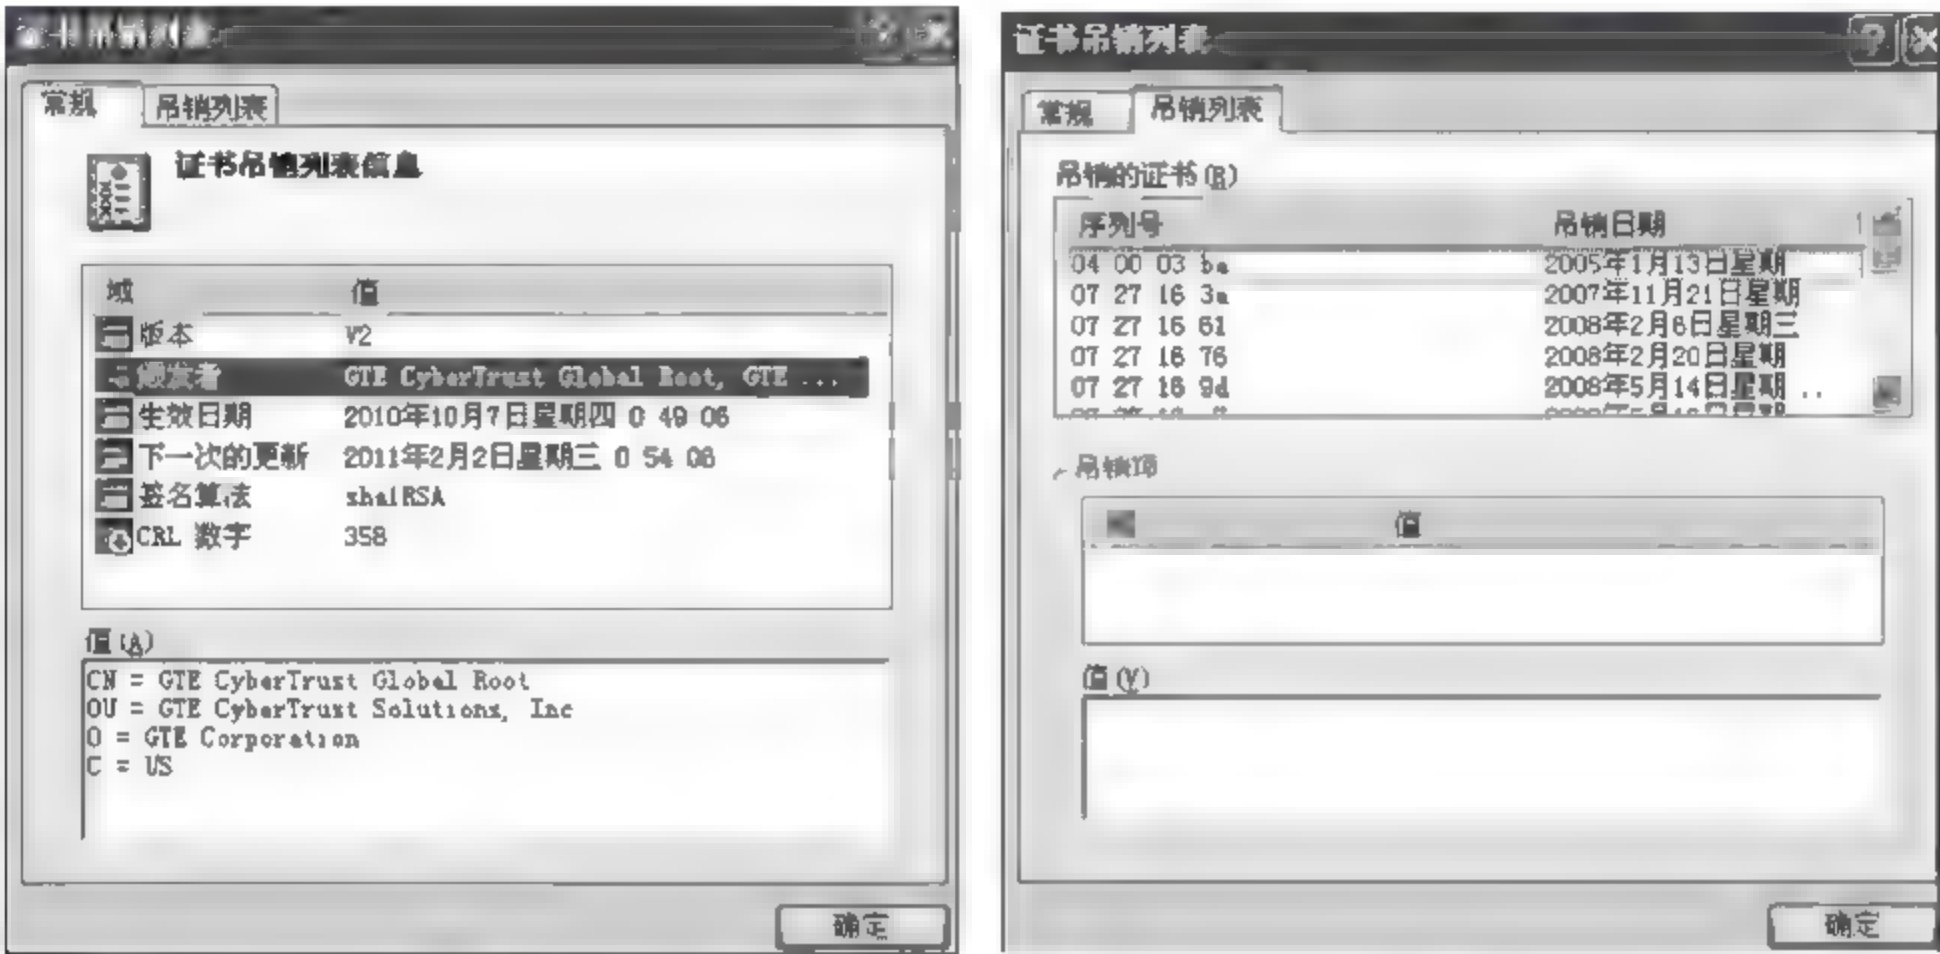 证书吊销列表
常规
吊销列表
证书吊销列表信息
域 值
版本 V2
颁发者 GTE CyberTrust Global Root, GTE ...
生效日期 2010年10月7日星期四 0 49 06
下一次的更新 2011年2月2日星期三 0 54 06
签名算法 sha1RSA
CRL 数字 358
值(A)
CN = GTE CyberTrust Global Root
OU = GTE CyberTrust Solutions, Inc
O = GTE Corporation
C = US
确定
证书吊销列表
常规
吊销列表
吊销的证书(R)
序列号 吊销日期
04 00 03 ba 2005年1月13日星期
07 27 16 3a 2007年11月21日星期
07 27 16 61 2008年2月6日星期三
07 27 16 76 2008年2月20日星期
07 27 16 9d 2008年5月14日星期 ..
吊销项
值
值(V)
确定